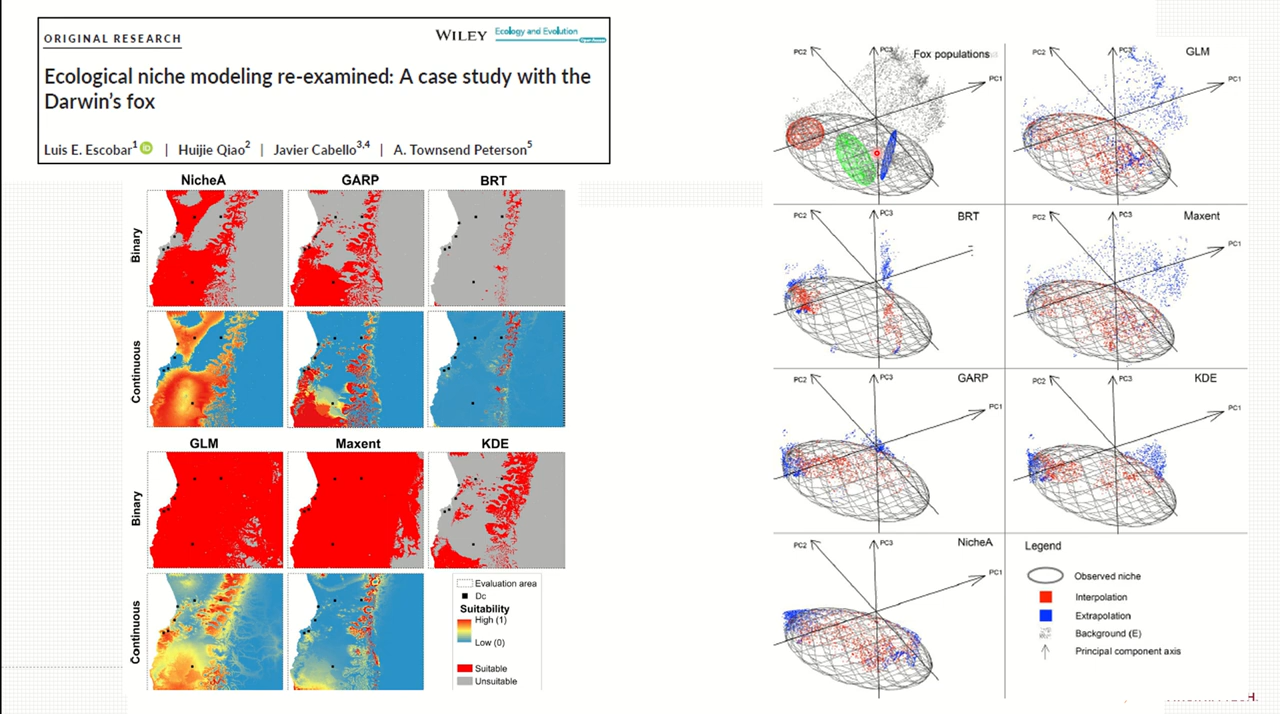 ORIGINAL RESEARCH
WILEY Ecology and Evolution
Ecological niche modeling re-examined: A case study with the
Darwin's fox
Luis E. Escobar1 iD | Huijie Qiao2 | Javier Cabello3,4 | A. Townsend Peterson5
NicheA GARP BRT
Binary
Continuous
GLM Maxent KDE
Binary
Continuous
Evaluation area
Dc
Suitability
High (1)
Low (0)
Suitable
Unsuitable
PC2 Fox populations
PC1
PC2 PC3 GLM
PC1
PC2 PC3 BRT
PC2 PC3 Maxent
PC1
PC2 PC3 GARP
PC1
PC2 PC3 KDE
PC1
PC2 PC3 NicheA
PC1
Legend
Observed niche
Interpolation
Extrapolation
Background (E)
Principal component axis